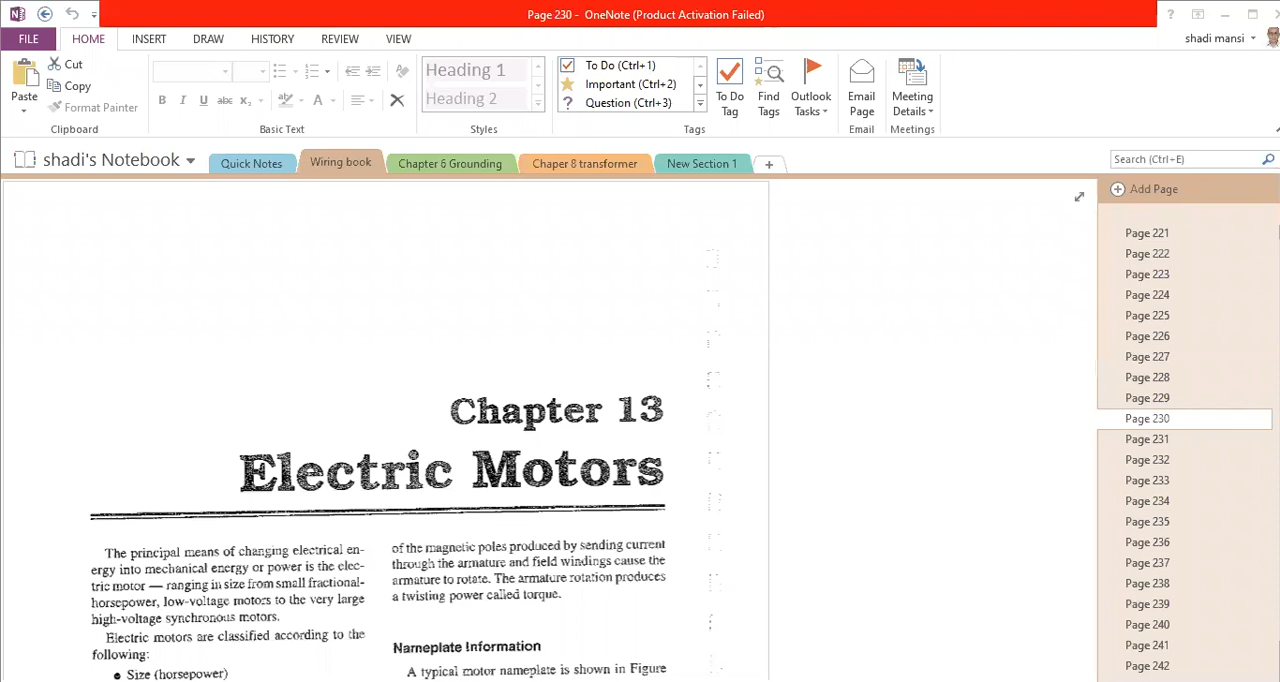 Page 230 - OneNote (Product Activation Failed)
?
FILE
HOME
INSERT
DRAW
HISTORY
REVIEW
VIEW
shadi mansi
Paste
Cut
Copy
Format Painter
Clipboard
B I U abc x₂ A
Basic Text
Heading 1
Heading 2
Styles
To Do (Ctrl+1)
Important (Ctrl+2)
? Question (Ctrl+3)
To Do Tag
Find Tags
Outlook Tasks
Tags
Email Page
Email
Meeting Details
Meetings
shadi's Notebook
Quick Notes
Wiring book
Chapter 6 Grounding
Chaper 8 transformer
New Section 1
+
Search (Ctrl+E)
Add Page
Page 221
Page 222
Page 223
Page 224
Page 225
Page 226
Page 227
Page 228
Page 229
Page 230
Page 231
Page 232
Page 233
Page 234
Page 235
Page 236
Page 237
Page 238
Page 239
Page 240
Page 241
Page 242
Chapter 13
Electric Motors
The principal means of changing electrical en-
ergy into mechanical energy or power is the elec-
tric motor — ranging in size from small fractional-
horsepower, low-voltage motors to the very large
high-voltage synchronous motors.
Electric motors are classified according to the
following:
● Size (horsepower)
of the magnetic poles produced by sending current
through the armature and field windings cause the
armature to rotate. The armature rotation produces
a twisting power called torque.
Nameplate Information
A typical motor nameplate is shown in Figure